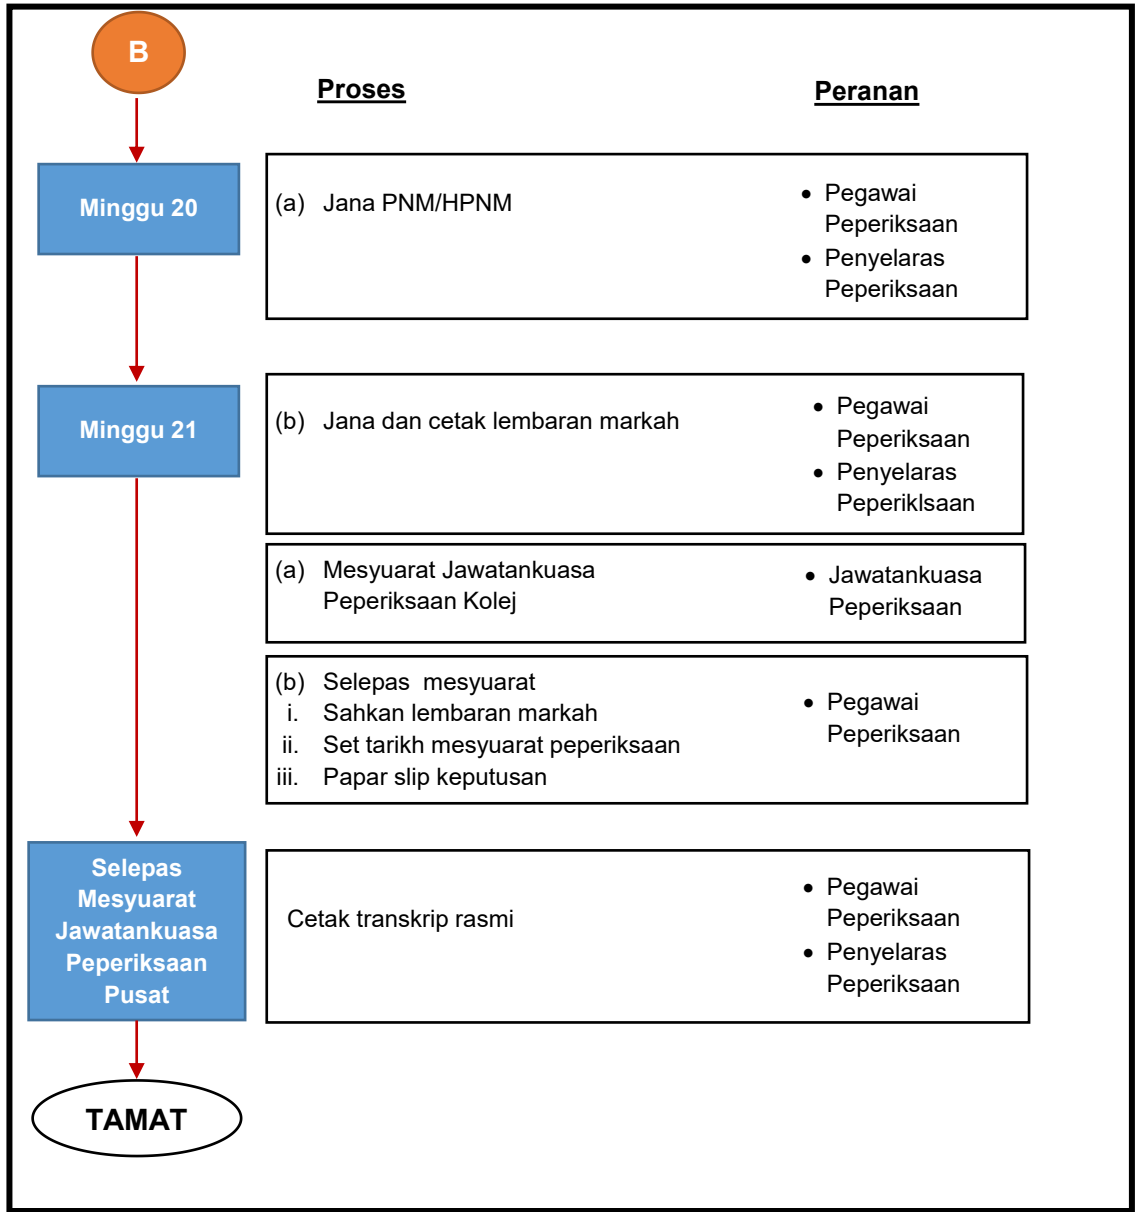 B
Proses
Peranan
Minggu 20
(a) Jana PNM/HPNM
• Pegawai
Peperiksaan
• Penyelaras
Peperiksaan
Minggu 21
(b) Jana dan cetak lembaran markah
• Pegawai
Peperiksaan
• Penyelaras
Peperiklsaan
(a) Mesyuarat Jawatankuasa
Peperiksaan Kolej
• Jawatankuasa
Peperiksaan
(b) Selepas mesyuarat
i. Sahkan lembaran markah
ii. Set tarikh mesyuarat peperiksaan
iii. Papar slip keputusan
• Pegawai
Peperiksaan
Selepas
Mesyuarat
Jawatankuasa
Peperiksaan
Pusat
Cetak transkrip rasmi
• Pegawai
Peperiksaan
• Penyelaras
Peperiksaan
TAMAT